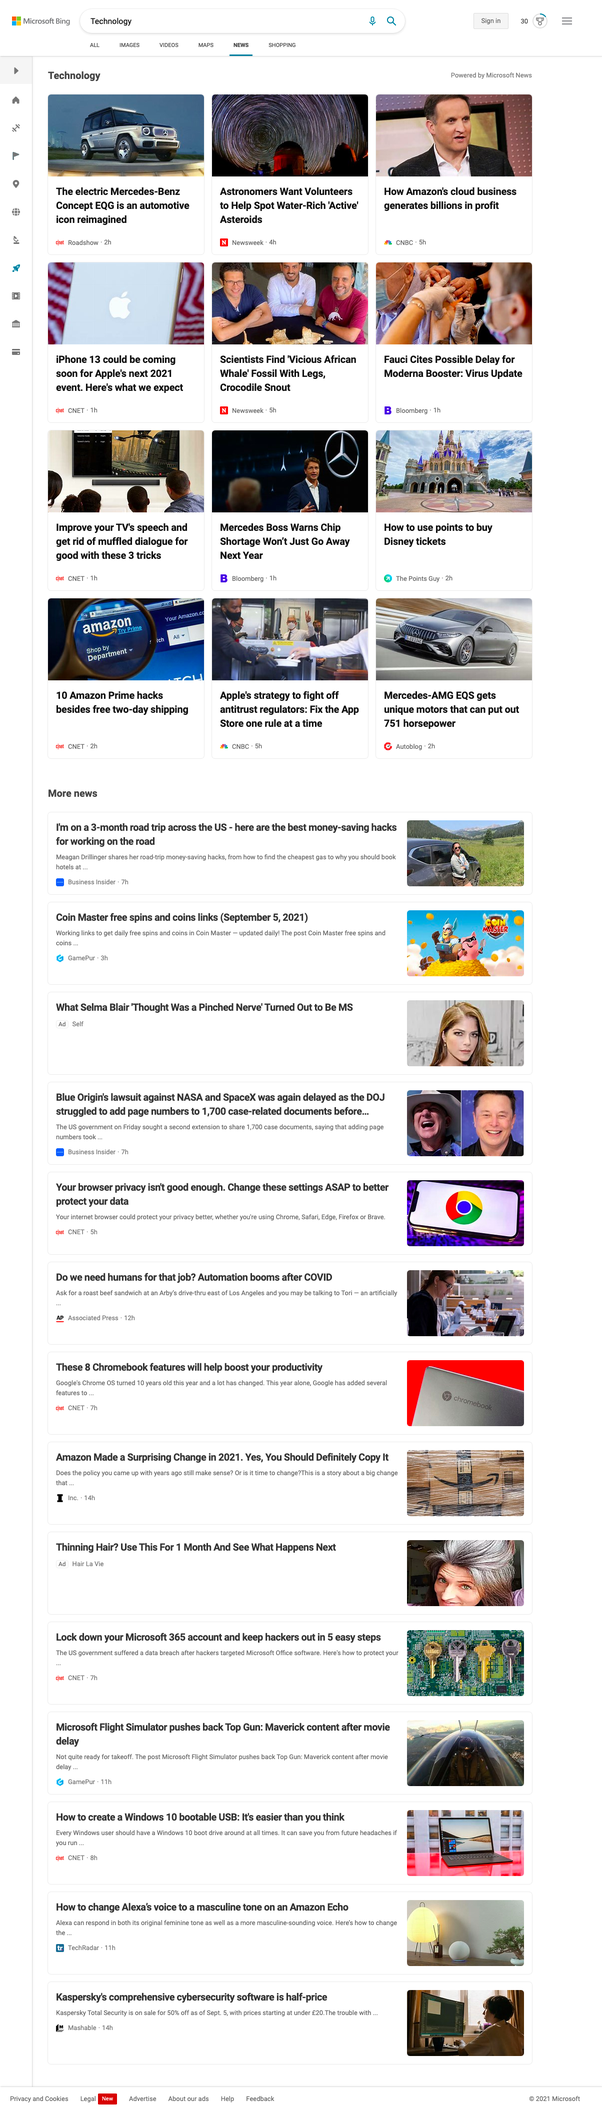 Microsoft Bing
Technology
Sign in
30
ALL
IMAGES
VIDEOS
MAPS
NEWS
SHOPPING
Technology
Powered by Microsoft News
The electric Mercedes-Benz
Concept EQG is an automotive
icon reimagined
Roadshow · 2h
Astronomers Want Volunteers
to Help Spot Water-Rich 'Active'
Asteroids
Newsweek · 4h
How Amazon's cloud business
generates billions in profit
CNBC · 5h
iPhone 13 could be coming
soon for Apple's next 2021
event. Here's what we expect
CNET · 1h
Scientists Find 'Vicious African
Whale' Fossil With Legs,
Crocodile Snout
Newsweek · 5h
Fauci Cites Possible Delay for
Moderna Booster: Virus Update
Bloomberg · 1h
Improve your TV's speech and
get rid of muffled dialogue for
good with these 3 tricks
CNET · 1h
Mercedes Boss Warns Chip
Shortage Won't Just Go Away
Next Year
Bloomberg · 1h
How to use points to buy
Disney tickets
The Points Guy · 2h
Your Amazon.co
amazon
Try Prime
Shop by
Department
rch
All
10 Amazon Prime hacks
besides free two-day shipping
CNET · 2h
Apple's strategy to fight off
antitrust regulators: Fix the App
Store one rule at a time
CNBC · 5h
Mercedes-AMG EQS gets
unique motors that can put out
751 horsepower
Autoblog · 2h
More news
I'm on a 3-month road trip across the US - here are the best money-saving hacks
for working on the road
Meagan Drillinger shares her road-trip money-saving hacks, from how to find the cheapest gas to why you should book
hotels at ...
Business Insider · 7h
Coin Master free spins and coins links (September 5, 2021)
Working links to get daily free spins and coins in Coin Master — updated daily! The post Coin Master free spins and
coins ...
GamePur · 3h
COIN
MASTER
What Selma Blair 'Thought Was a Pinched Nerve' Turned Out to Be MS
Ad Self
Blue Origin's lawsuit against NASA and SpaceX was again delayed as the DOJ
struggled to add page numbers to 1,700 case-related documents before...
The US government on Friday sought a second extension to share 1,700 case documents, saying that adding page
numbers took ...
Business Insider · 7h
Your browser privacy isn't good enough. Change these settings ASAP to better
protect your data
Your internet browser could protect your privacy better, whether you're using Chrome, Safari, Edge, Firefox or Brave.
CNET · 5h
Do we need humans for that job? Automation booms after COVID
Ask for a roast beef sandwich at an Arby's drive-thru east of Los Angeles and you may be talking to Tori — an artificially
...
AP Associated Press · 12h
These 8 Chromebook features will help boost your productivity
Google's Chrome OS turned 10 years old this year and a lot has changed. This year alone, Google has added several
features to ...
CNET · 7h
chromebook
Amazon Made a Surprising Change in 2021. Yes, You Should Definitely Copy It
Does the policy you came up with years ago still make sense? Or is it time to change?This is a story about a big change
that ...
Inc. · 14h
Thinning Hair? Use This For 1 Month And See What Happens Next
Ad Hair La Vie
Lock down your Microsoft 365 account and keep hackers out in 5 easy steps
The US government suffered a data breach after hackers targeted Microsoft Office software. Here's how to protect your
...
CNET · 7h
Microsoft Flight Simulator pushes back Top Gun: Maverick content after movie
delay
Not quite ready for takeoff. The post Microsoft Flight Simulator pushes back Top Gun: Maverick content after movie
delay ...
GamePur · 11h
How to create a Windows 10 bootable USB: It's easier than you think
Every Windows user should have a Windows 10 boot drive around at all times. It can save you from future headaches if
you run ...
CNET · 8h
How to change Alexa's voice to a masculine tone on an Amazon Echo
Alexa can respond in both its original feminine tone as well as a more masculine-sounding voice. Here's how to change
the ...
tr TechRadar · 11h
Kaspersky's comprehensive cybersecurity software is half-price
Kaspersky Total Security is on sale for 50% off as of Sept. 5, with prices starting at under £20.The trouble with ...
Mashable · 14h
Privacy and Cookies
Legal
New
Advertise
About our ads
Help
Feedback
© 2021 Microsoft